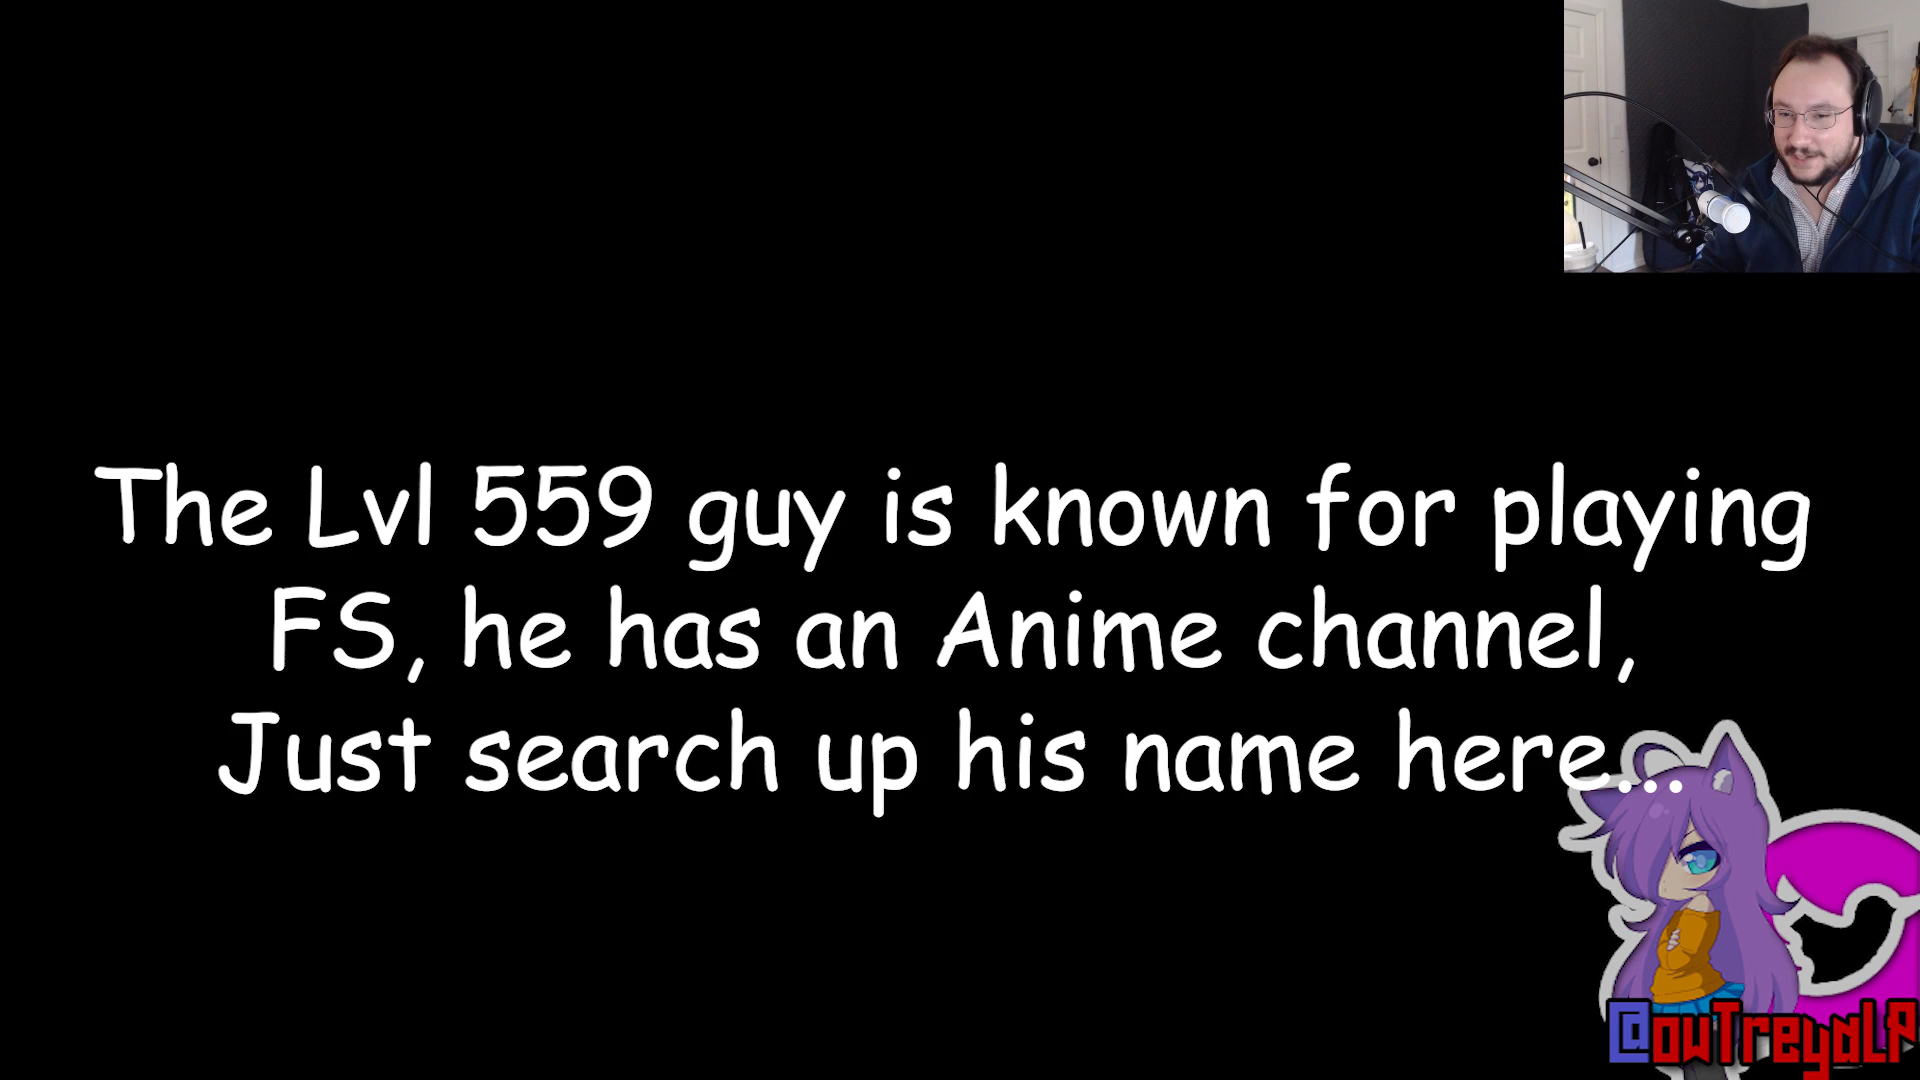 The Lvl 559 guy is known for playing
FS, he has an Anime channel,
Just search up his name here...
@owTreyalP